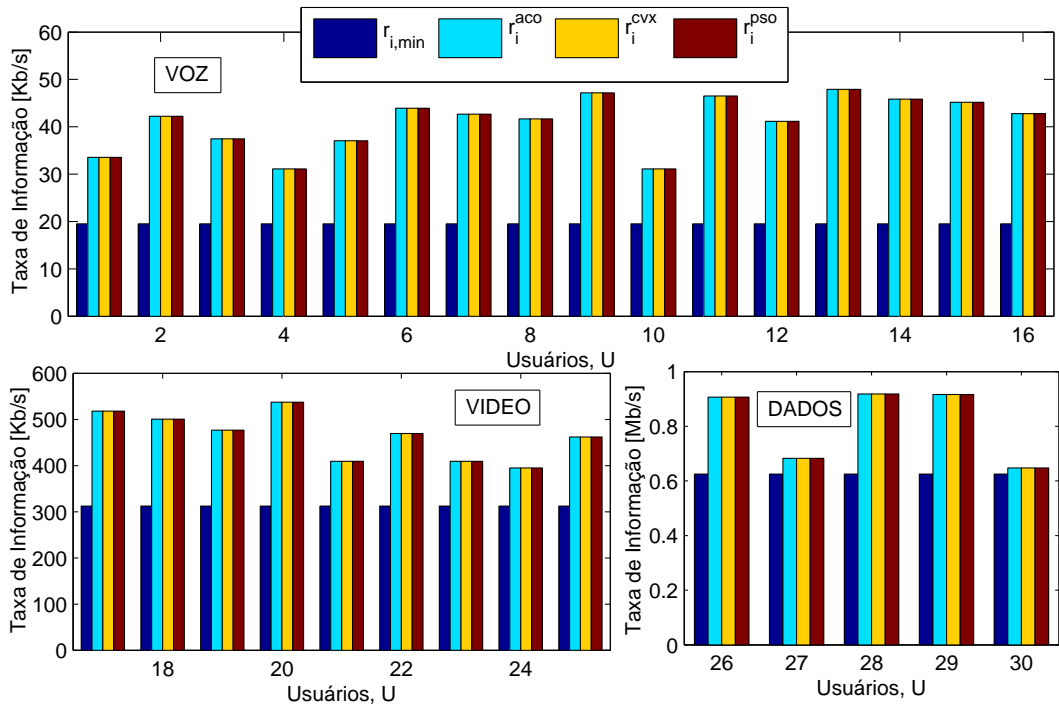 r_{i,min} r_i^{aco} r_i^{cvx} r_i^{pso}
VOZ
Taxa de Informação [Kb/s]
60
50
40
30
20
10
0
2 4 6 8 10 12 14 16
Usuários, U
VIDEO
Taxa de Informação [Kb/s]
600
500
400
300
200
100
0
18 20 22 24
Usuários, U
DADOS
Taxa de Informação [Mb/s]
1
0.8
0.6
0.4
0.2
0
26 27 28 29 30
Usuários, U